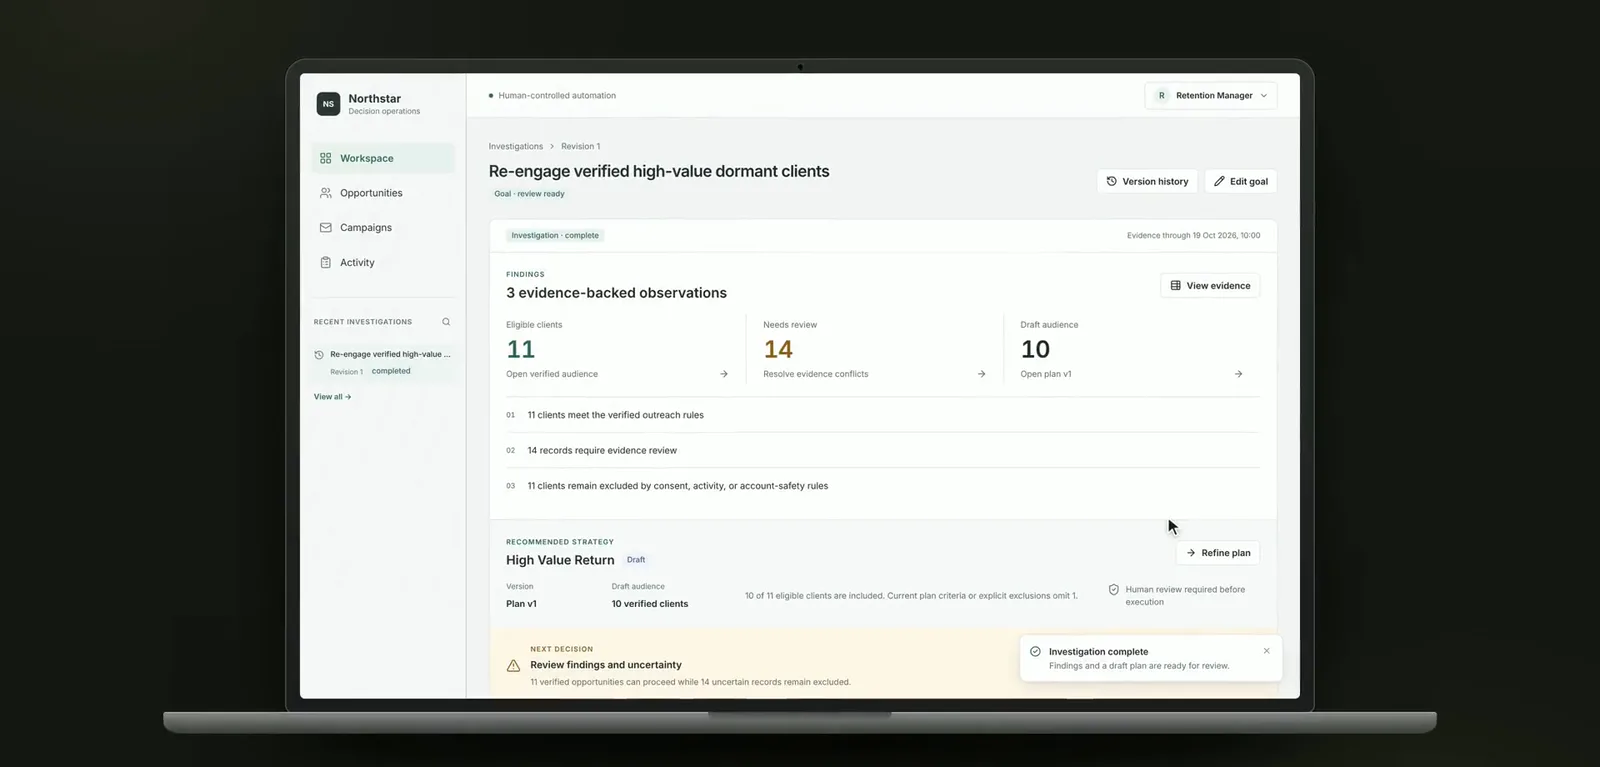 NS
Northstar
Decision operations
Workspace
Opportunities
Campaigns
Activity
RECENT INVESTIGATIONS
Re-engage verified high-value ...
Revision 1 completed
View all →
Human-controlled automation
R Retention Manager
Investigations > Revision 1
Re-engage verified high-value dormant clients
Goal · review ready
Version history
Edit goal
Investigation · complete
Evidence through 19 Oct 2026, 10:00
FINDINGS
3 evidence-backed observations
View evidence
Eligible clients
11
Open verified audience →
Needs review
14
Resolve evidence conflicts →
Draft audience
10
Open plan v1 →
01 11 clients meet the verified outreach rules
02 14 records require evidence review
03 11 clients remain excluded by consent, activity, or account-safety rules
RECOMMENDED STRATEGY
High Value Return Draft
→ Refine plan
Version
Plan v1
Draft audience
10 verified clients
10 of 11 eligible clients are included. Current plan criteria or explicit exclusions omit 1.
Human review required before
execution
NEXT DECISION
Review findings and uncertainty
11 verified opportunities can proceed while 14 uncertain records remain excluded.
Investigation complete
Findings and a draft plan are ready for review.